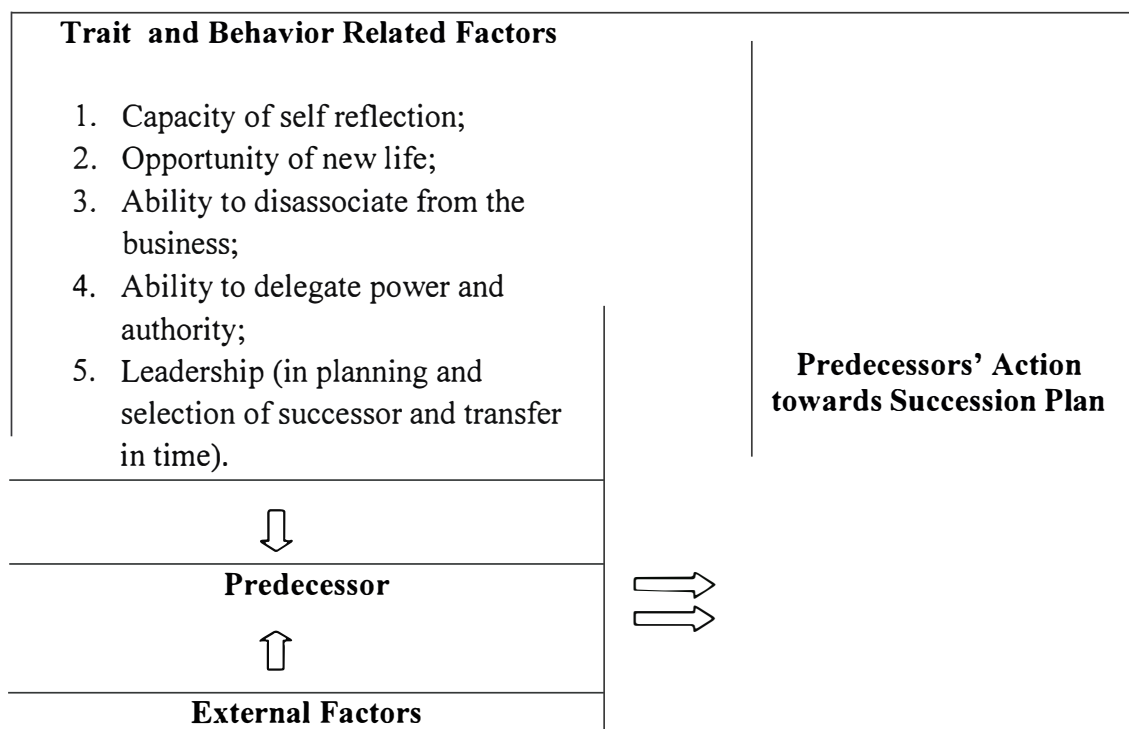 Trait and Behavior Related Factors
1. Capacity of self reflection;
2. Opportunity of new life;
3. Ability to disassociate from the
business;
4. Ability to delegate power and
authority;
5. Leadership (in planning and
selection of successor and transfer
in time).
Predecessor
External Factors
Predecessors’ Action
towards Succession Plan